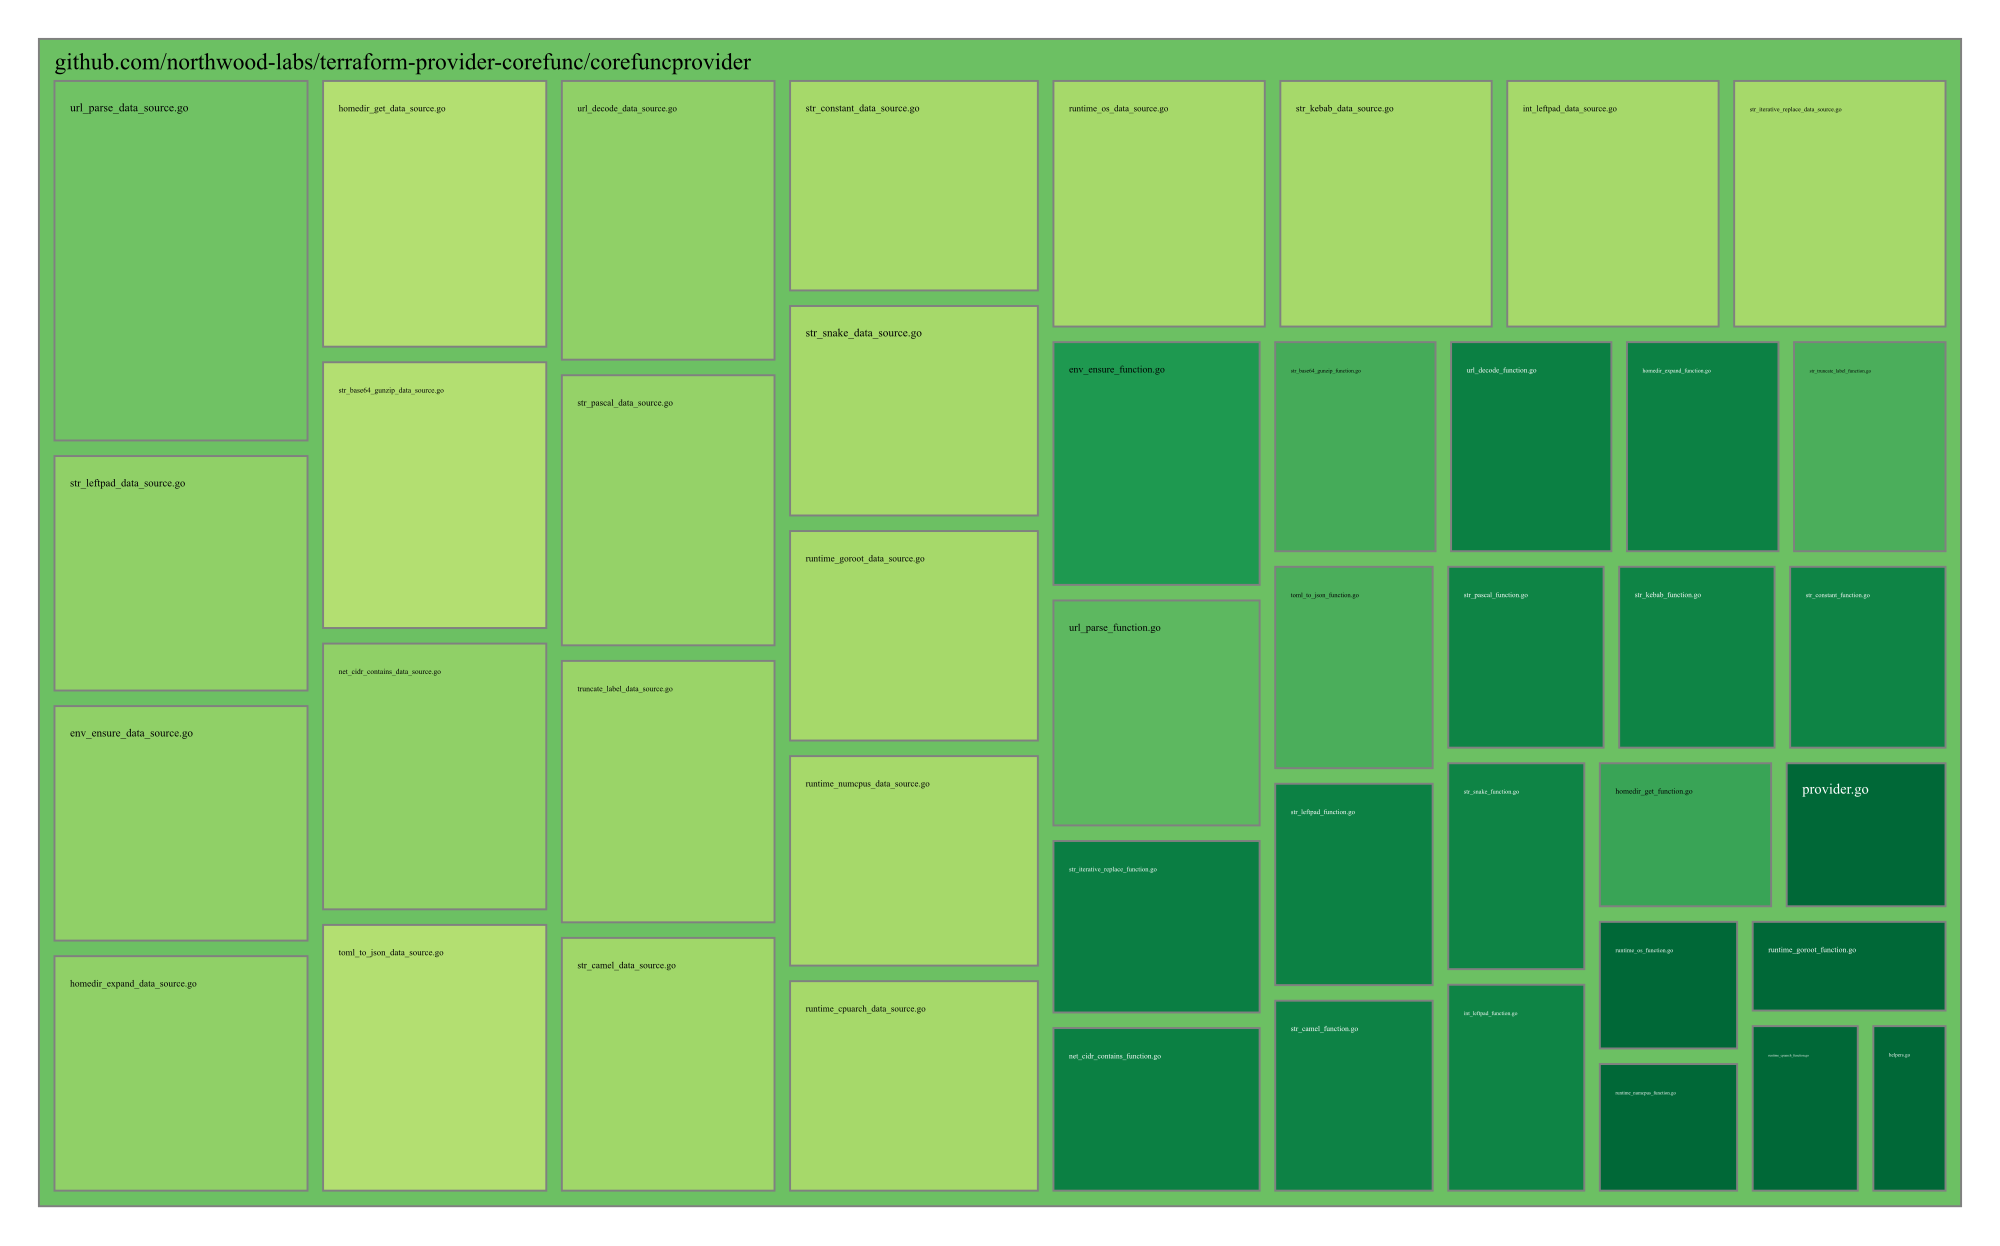 github.com/northwood-labs/terraform-provider-corefunc/corefuncprovider
url_parse_data_source.go
homedir_get_data_source.go
url_decode_data_source.go
str_constant_data_source.go
runtime_os_data_source.go
str_kebab_data_source.go
int_leftpad_data_source.go
str_iterative_replace_data_source.go
str_snake_data_source.go
env_ensure_function.go
str_base64_gunzip_function.go
url_decode_function.go
homedir_expand_function.go
str_truncate_label_function.go
str_base64_gunzip_data_source.go
str_pascal_data_source.go
str_leftpad_data_source.go
runtime_goroot_data_source.go
toml_to_json_function.go
str_pascal_function.go
str_kebab_function.go
str_constant_function.go
url_parse_function.go
net_cidr_contains_data_source.go
truncate_label_data_source.go
env_ensure_data_source.go
runtime_numcpus_data_source.go
str_snake_function.go
homedir_get_function.go
provider.go
str_leftpad_function.go
str_iterative_replace_function.go
toml_to_json_data_source.go
str_camel_data_source.go
runtime_os_function.go
runtime_goroot_function.go
homedir_expand_data_source.go
runtime_cpuarch_data_source.go
int_leftpad_function.go
str_camel_function.go
net_cidr_contains_function.go
runtime_cpuarch_function.go
helpers.go
runtime_numcpus_function.go